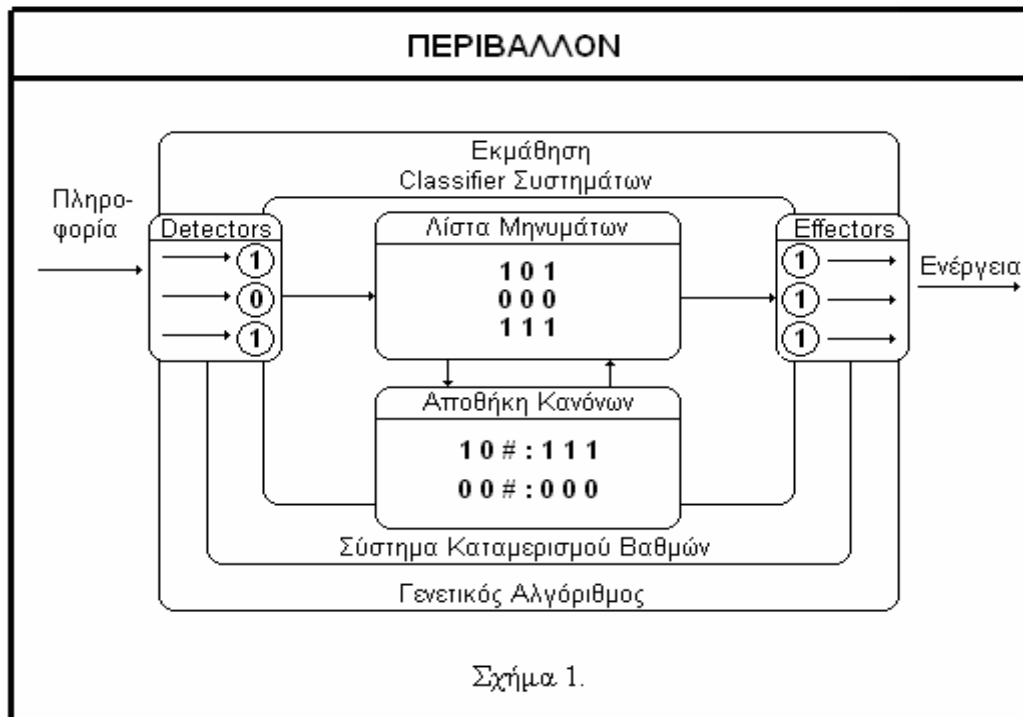 ΠΕΡΙΒΑΛΛΟΝ
Εκμάθηση
Classifier Συστημάτων
Πληρο-
φορία
Detectors
1
0
1
Λίστα Μηνυμάτων
1 0 1
0 0 0
1 1 1
Effectors
1
1
1
Ενέργεια
Αποθήκη Κανόνων
1 0 # : 1 1 1
0 0 # : 0 0 0
Σύστημα Καταμερισμού Βαθμών
Γενετικός Αλγόριθμος
Σχήμα 1.